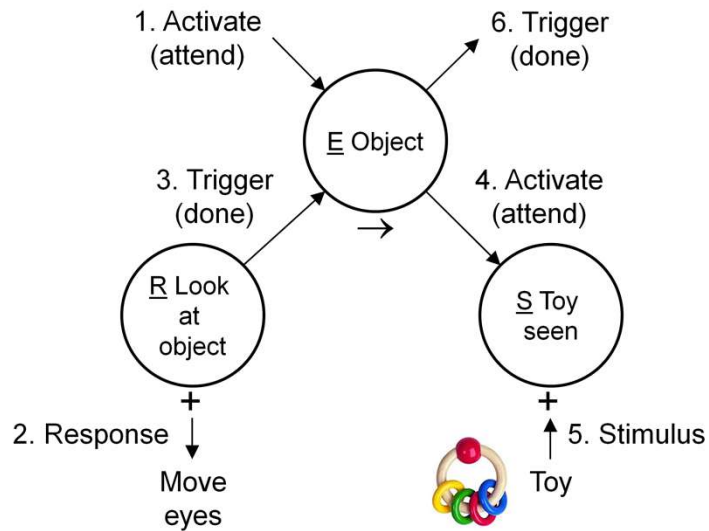 1. Activate
(attend)
6. Trigger
(done)
E Object
3. Trigger
(done)
4. Activate
(attend)
→
R Look
at
object
S Toy
seen
+
+
2. Response
5. Stimulus
Move
eyes
Toy